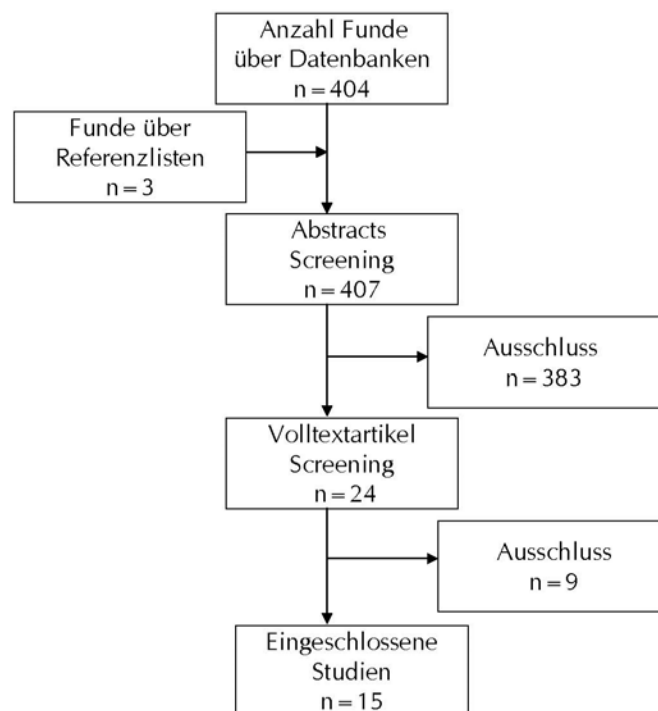 Anzahl Funde
über Datenbanken
n = 404
Funde über
Referenzlisten
n = 3
Abstracts
Screening
n = 407
Ausschluss
n = 383
Volltextartikel
Screening
n = 24
Ausschluss
n = 9
Eingeschlossene
Studien
n = 15